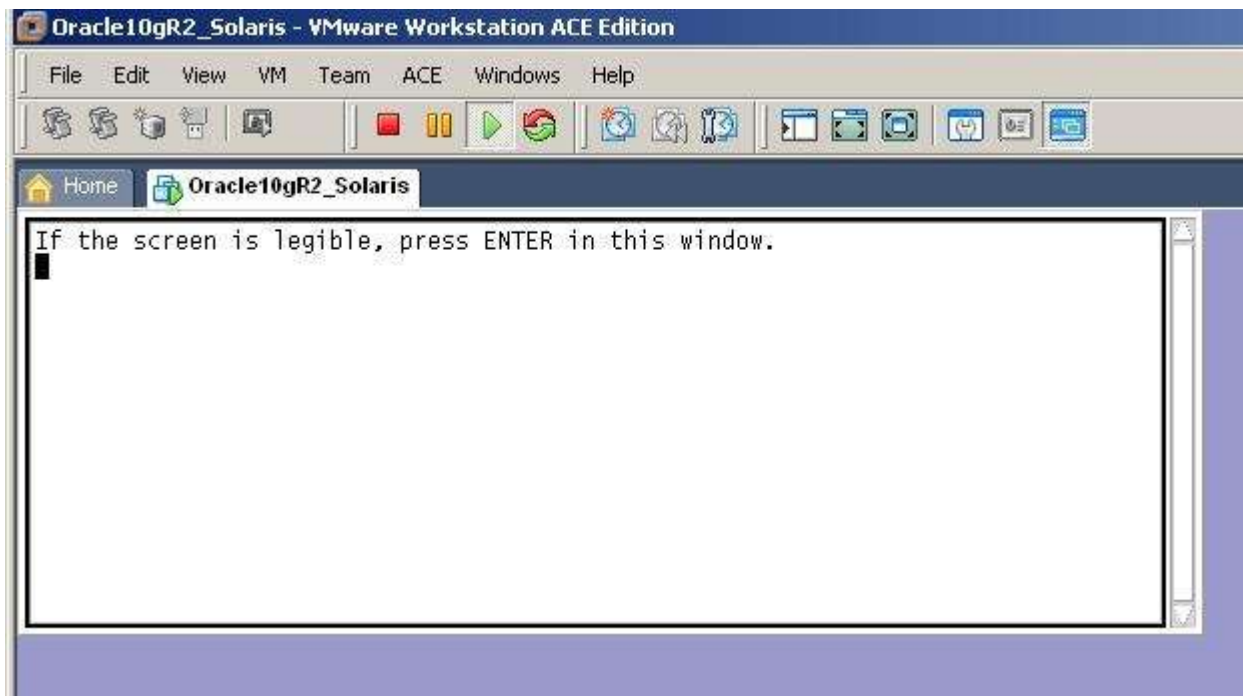 Oracle10gR2_Solaris - VMware Workstation ACE Edition
File Edit View VM Team ACE Windows Help
Home Oracle10gR2_Solaris
If the screen is legible, press ENTER in this window.